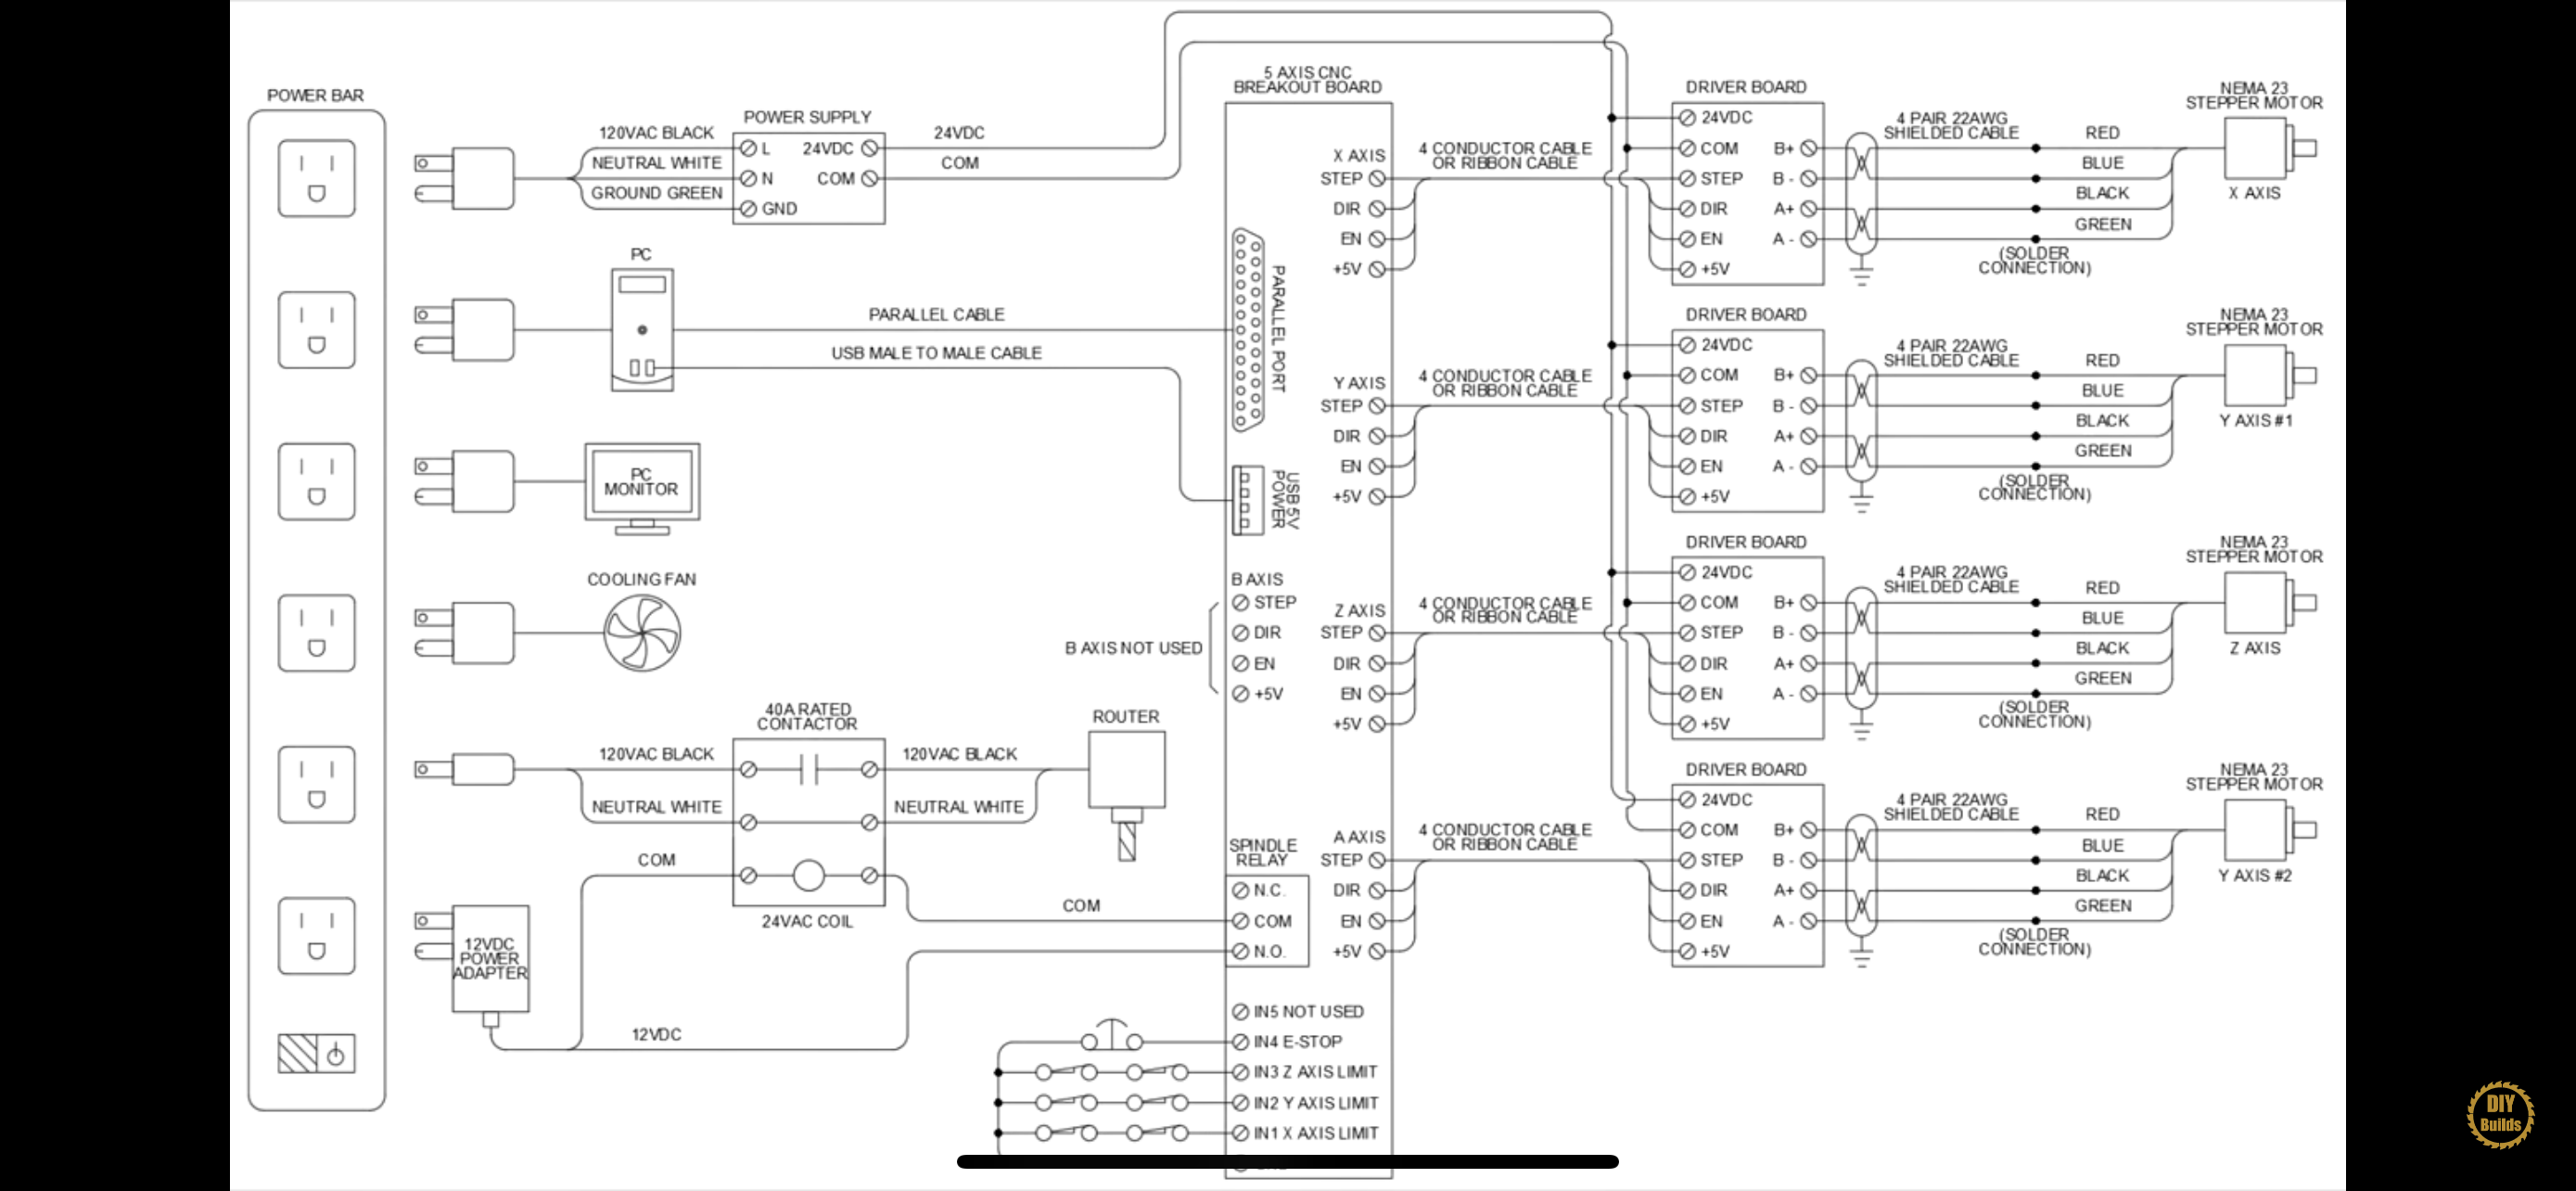 POWER BAR
POWER SUPPLY
120VAC BLACK
NEUTRAL WHITE
GROUND GREEN
L
N
GND
24VDC
COM
24VDC
COM
PC
PARALLEL CABLE
USB MALE TO MALE CABLE
PC
MONITOR
COOLING FAN
40A RATED
CONTACTOR
120VAC BLACK
NEUTRAL WHITE
120VAC BLACK
NEUTRAL WHITE
ROUTER
COM
24VAC COIL
COM
12VDC
POWER
ADAPTER
12VDC
5 AXIS CNC
BREAKOUT BOARD
PARALLEL PORT
USB 5V
POWER
B AXIS
STEP
DIR
EN
+5V
B AXIS NOT USED
SPINDLE
RELAY
N.C.
COM
N.O.
IN5 NOT USED
IN4 E-STOP
IN3 Z AXIS LIMIT
IN2 Y AXIS LIMIT
IN1 X AXIS LIMIT
X AXIS
STEP
DIR
EN
+5V
4 CONDUCTOR CABLE
OR RIBBON CABLE
Y AXIS
STEP
DIR
EN
+5V
4 CONDUCTOR CABLE
OR RIBBON CABLE
Z AXIS
STEP
DIR
EN
+5V
4 CONDUCTOR CABLE
OR RIBBON CABLE
A AXIS
STEP
DIR
EN
+5V
4 CONDUCTOR CABLE
OR RIBBON CABLE
DRIVER BOARD
24VDC
COM
STEP
DIR
EN
+5V
B+
B -
A+
A -
4 PAIR 22AWG
SHIELDED CABLE
RED
BLUE
BLACK
GREEN
(SOLDER
CONNECTION)
NEMA 23
STEPPER MOTOR
X AXIS
DRIVER BOARD
24VDC
COM
STEP
DIR
EN
+5V
B+
B -
A+
A -
4 PAIR 22AWG
SHIELDED CABLE
RED
BLUE
BLACK
GREEN
(SOLDER
CONNECTION)
NEMA 23
STEPPER MOTOR
Y AXIS #1
DRIVER BOARD
24VDC
COM
STEP
DIR
EN
+5V
B+
B -
A+
A -
4 PAIR 22AWG
SHIELDED CABLE
RED
BLUE
BLACK
GREEN
(SOLDER
CONNECTION)
NEMA 23
STEPPER MOTOR
Z AXIS
DRIVER BOARD
24VDC
COM
STEP
DIR
EN
+5V
B+
B -
A+
A -
4 PAIR 22AWG
SHIELDED CABLE
RED
BLUE
BLACK
GREEN
(SOLDER
CONNECTION)
NEMA 23
STEPPER MOTOR
Y AXIS #2
DIY
Builds